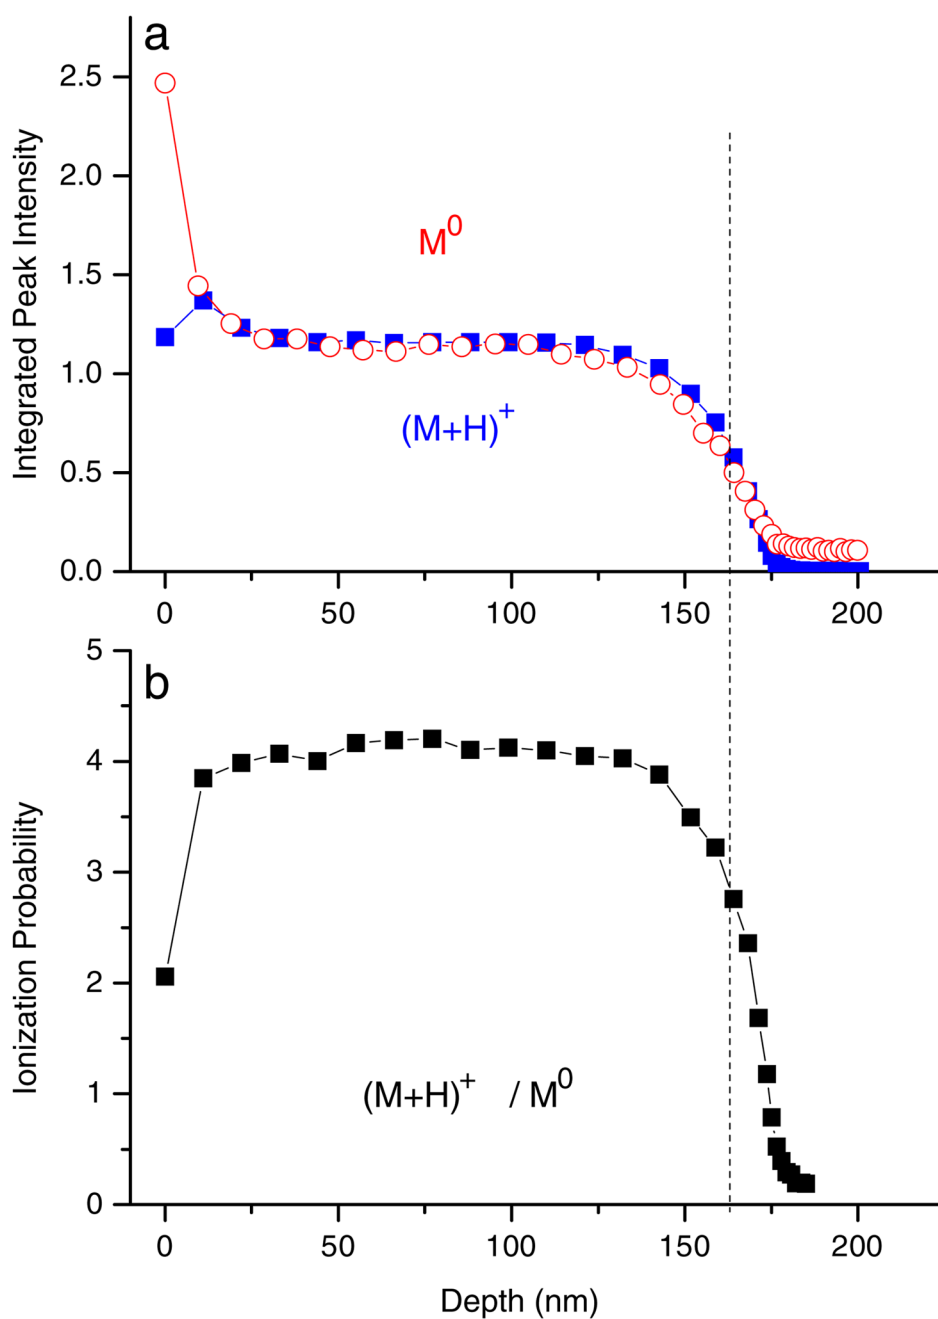 a
Integrated Peak Intensity
2.5
2.0
1.5
1.0
0.5
0.0
M⁰
(M+H)⁺
0 50 100 150 200
b
Ionization Probability
5
4
3
2
1
0
(M+H)⁺ / M⁰
0 50 100 150 200
Depth (nm)